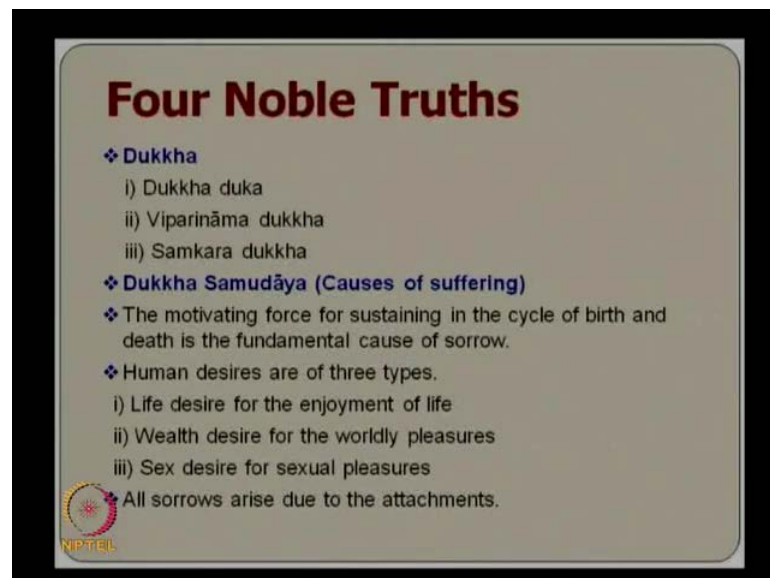 Four Noble Truths
❖ Dukkha
i) Dukkha duka
ii) Viparināma dukkha
iii) Samkara dukkha
❖ Dukkha Samudāya (Causes of suffering)
❖ The motivating force for sustaining in the cycle of birth and
death is the fundamental cause of sorrow.
❖ Human desires are of three types.
i) Life desire for the enjoyment of life
ii) Wealth desire for the worldly pleasures
iii) Sex desire for sexual pleasures
❖ All sorrows arise due to the attachments.
NPTEL